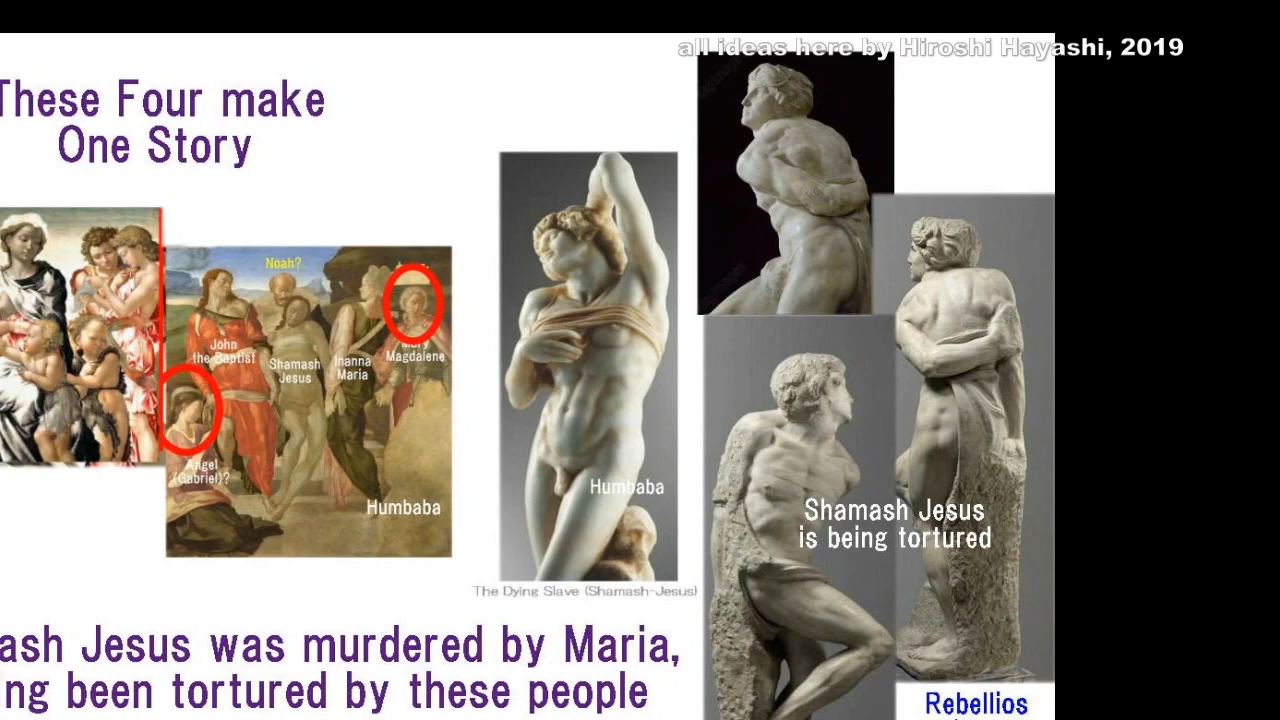 all ideas here by Hiroshi Hayashi, 2019
These Four make
One Story
Noah?
John
the Baptist
Shamash
Jesus
Inanna
Maria
Mary
Magdalene
Angel
(Gabriel)?
Humbaba
Humbaba
The Dying Slave (Shamash-Jesus)
Shamash Jesus
is being tortured
ash Jesus was murdered by Maria,
ng been tortured by these people
Rebellios